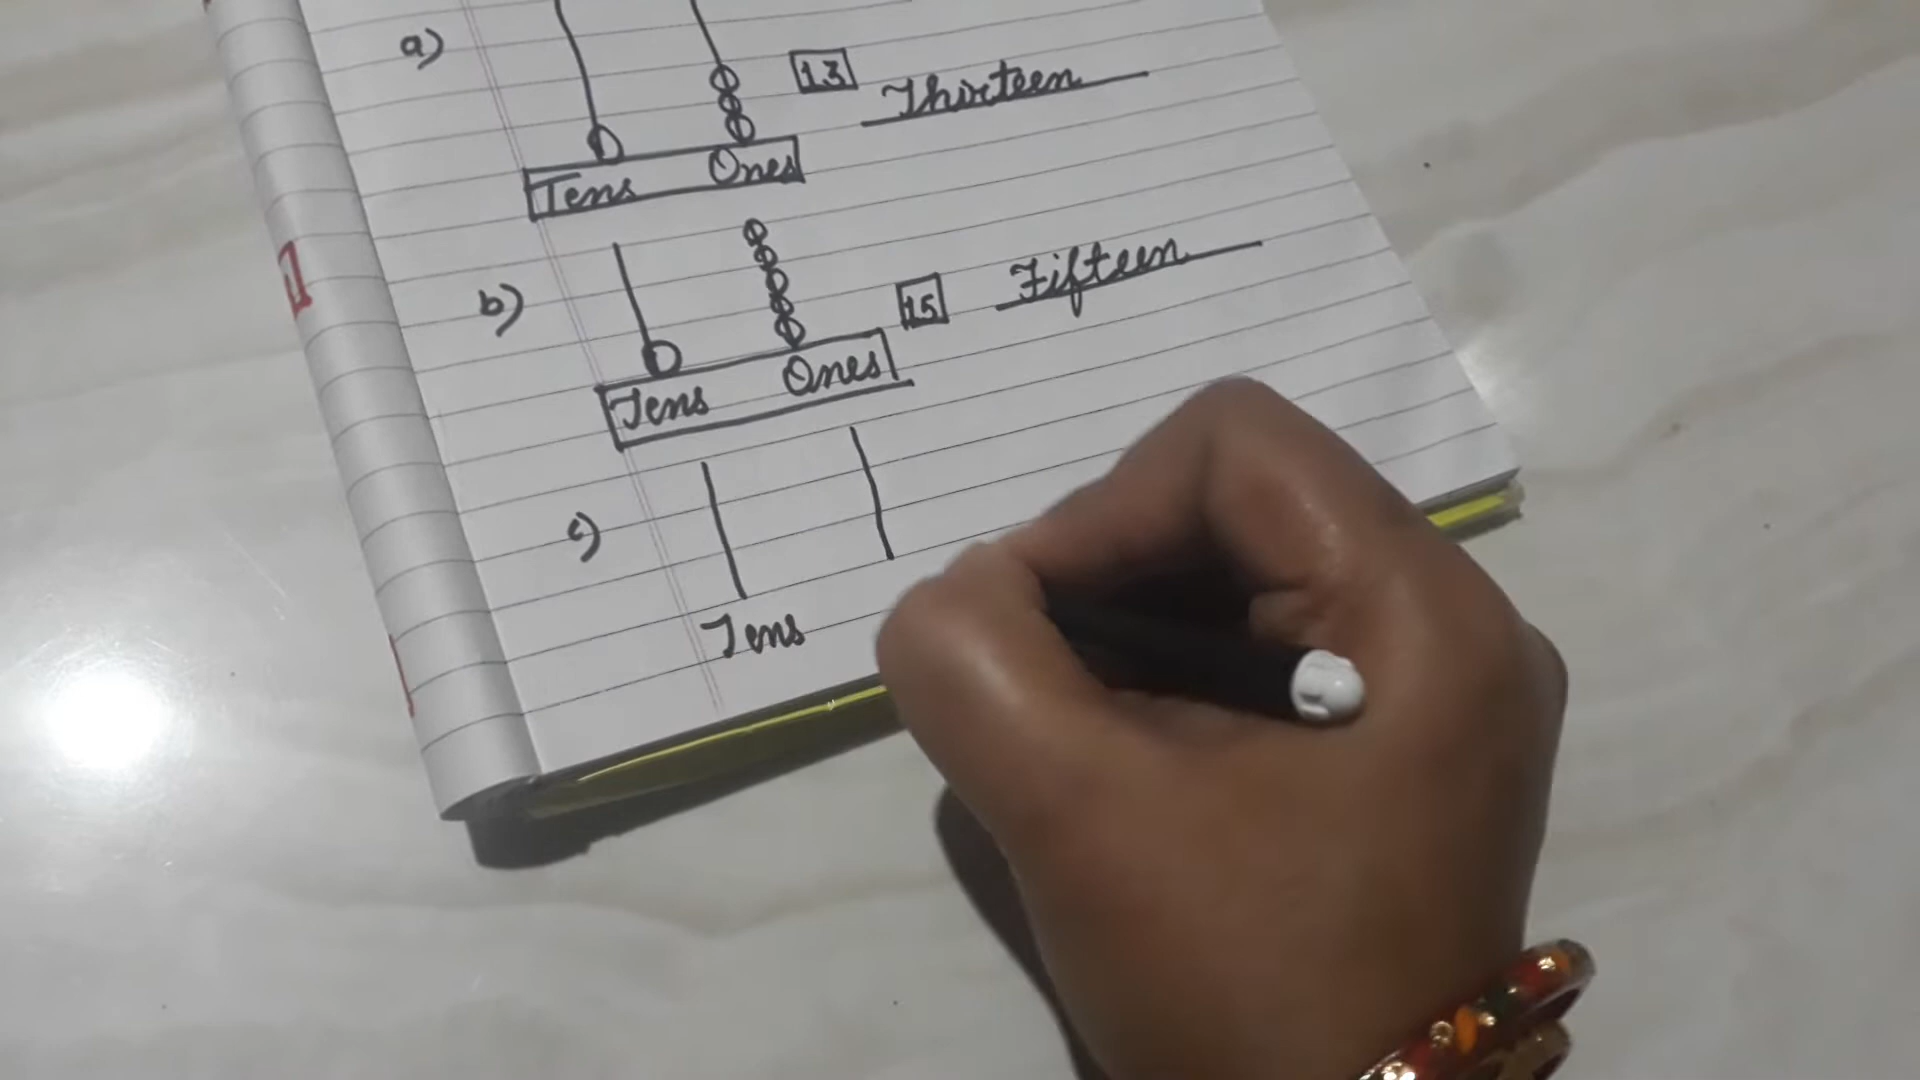 a)
13 Thirteen
Tens Ones
b)
15 Fifteen
Tens Ones
c)
Tens